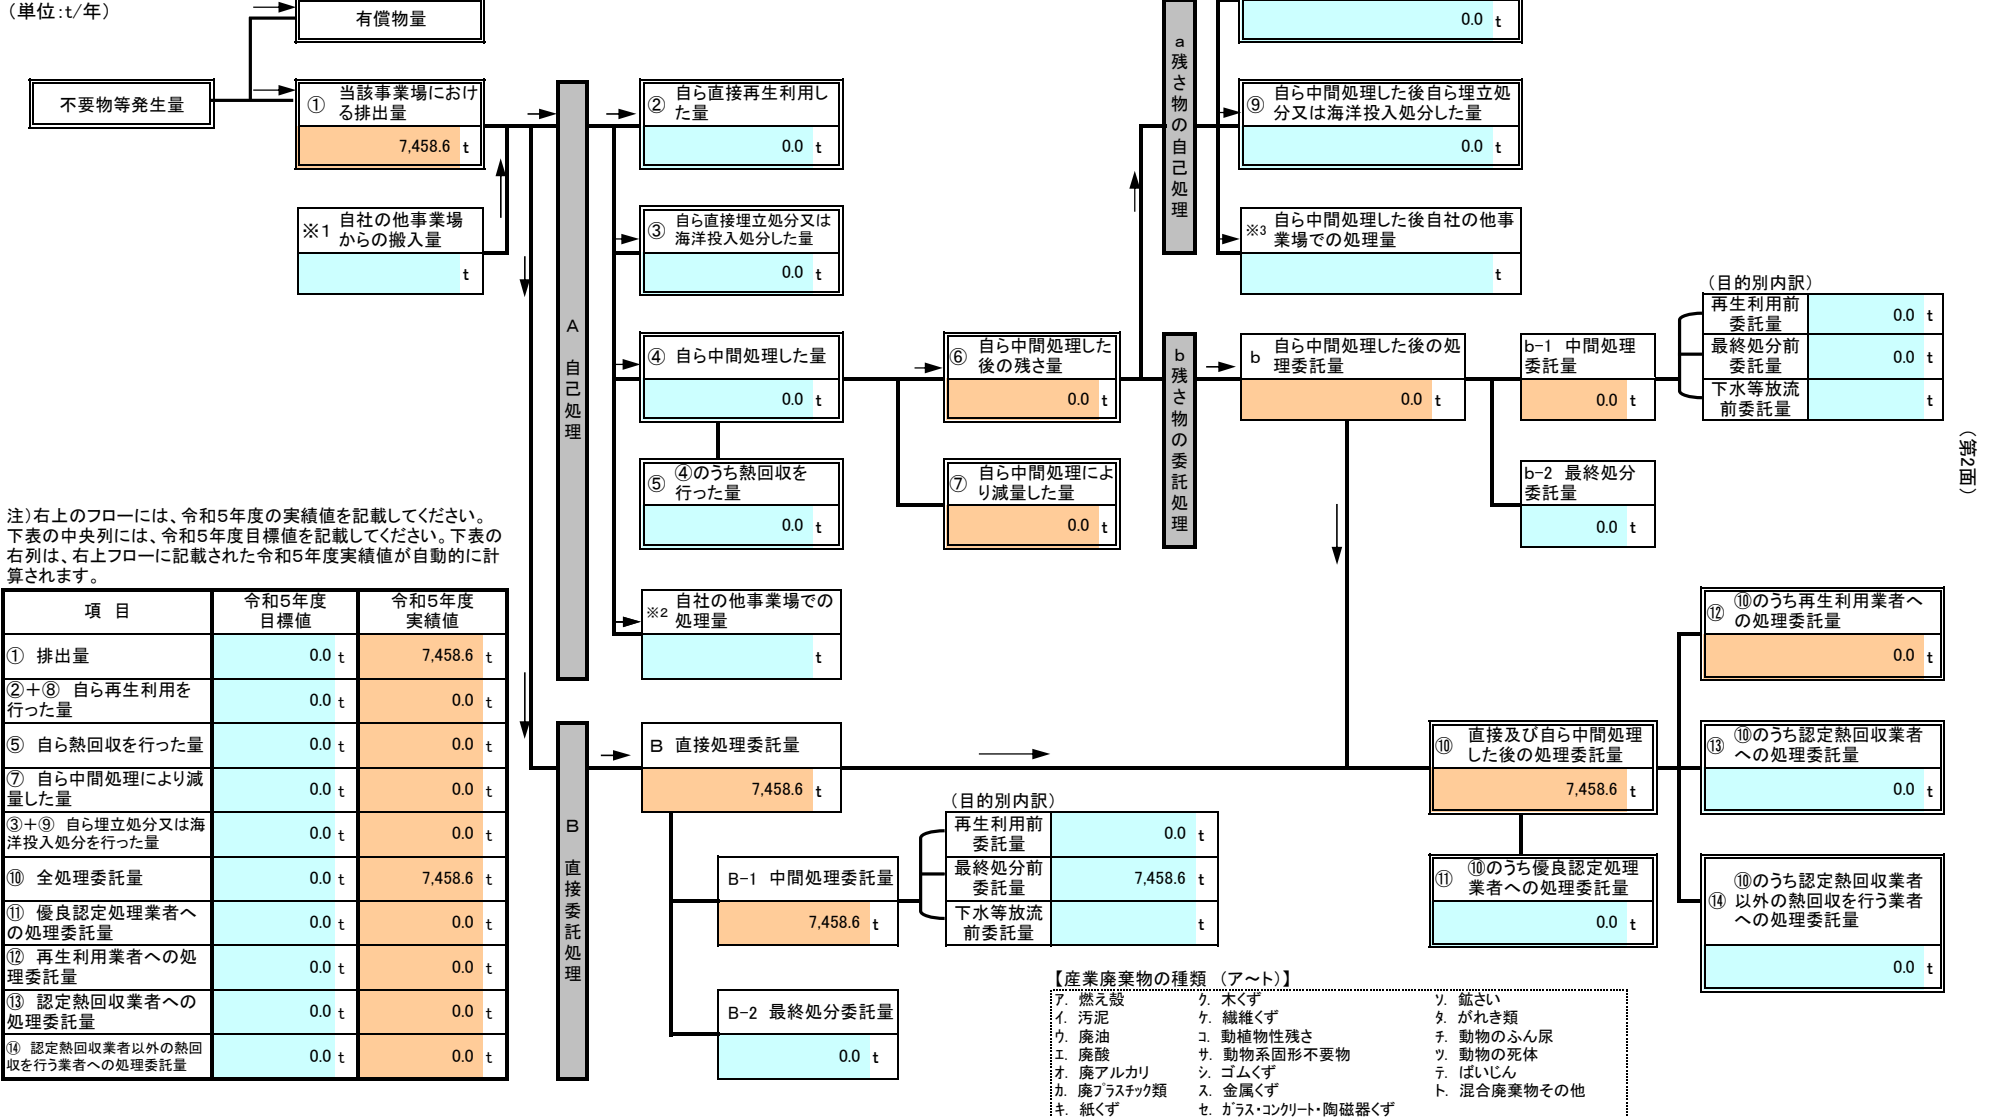 （単位:t/年）
有償物量
不要物等発生量
① 当該事業場におけ
る排出量
7,458.6 t
※1 自社の他事業場
からの搬入量
t
A 自己処理
② 自ら直接再生利用し
た量
0.0 t
③ 自ら直接埋立処分又は
海洋投入処分した量
0.0 t
④ 自ら中間処理した量
0.0 t
⑤ ④のうち熱回収を
行った量
0.0 t
※2 自社の他事業場での
処理量
t
⑥ 自ら中間処理した
後の残さ量
0.0 t
⑦ 自ら中間処理によ
り減量した量
0.0 t
a 残さ物の自己処理
0.0 t
⑨ 自ら中間処理した後自ら埋立処
分又は海洋投入処分した量
0.0 t
※3 自ら中間処理した後自社の他事
業場での処理量
t
b 残さ物の委託処理
b 自ら中間処理した後の処
理委託量
0.0 t
b-1 中間処理
委託量
0.0 t
b-2 最終処分
委託量
0.0 t
（目的別内訳）
再生利用前
委託量
0.0 t
最終処分前
委託量
0.0 t
下水等放流
前委託量
t
（第2面）
注）右上のフローには、令和5年度の実績値を記載してください。
下表の中央列には、令和5年度目標値を記載してください。下表の
右列は、右上フローに記載された令和5年度実績値が自動的に計
算されます。
項 目 令和5年度
目標値 令和5年度
実績値
① 排出量 0.0 t 7,458.6 t
②＋⑧ 自ら再生利用を
行った量 0.0 t 0.0 t
⑤ 自ら熱回収を行った量 0.0 t 0.0 t
⑦ 自ら中間処理により減
量した量 0.0 t 0.0 t
③＋⑨ 自ら埋立処分又は海
洋投入処分を行った量 0.0 t 0.0 t
⑩ 全処理委託量 0.0 t 7,458.6 t
⑪ 優良認定処理業者へ
の処理委託量 0.0 t 0.0 t
⑫ 再生利用業者への処
理委託量 0.0 t 0.0 t
⑬ 認定熱回収業者への
処理委託量 0.0 t 0.0 t
⑭ 認定熱回収業者以外の熱回
収を行う業者への処理委託量 0.0 t 0.0 t
B 直接委託処理
B 直接処理委託量
7,458.6 t
B-1 中間処理委託量
7,458.6 t
B-2 最終処分委託量
0.0 t
（目的別内訳）
再生利用前
委託量
0.0 t
最終処分前
委託量
7,458.6 t
下水等放流
前委託量
t
⑩ 直接及び自ら中間処理
した後の処理委託量
7,458.6 t
⑪ ⑩のうち優良認定処理
業者への処理委託量
0.0 t
⑫ ⑩のうち再生利用業者へ
の処理委託量
0.0 t
⑬ ⑩のうち認定熱回収業者
への処理委託量
0.0 t
⑭ ⑩のうち認定熱回収業者
以外の熱回収を行う業者
への処理委託量
0.0 t
【産業廃棄物の種類 （ア～ト）】
ｱ. 燃え殻 ｸ. 木くず ｿ. 鉱さい
ｲ. 汚泥 ｹ. 繊維くず ﾀ. がれき類
ｳ. 廃油 ｺ. 動植物性残さ ﾁ. 動物のふん尿
ｴ. 廃酸 ｻ. 動物系固形不要物 ﾂ. 動物の死体
ｵ. 廃アルカリ ｼ. ゴムくず ﾃ. ばいじん
ｶ. 廃ﾌﾟﾗｽﾁｯｸ類 ｽ. 金属くず ﾄ. 混合廃棄物その他
ｷ. 紙くず ｾ. ｶﾞﾗｽ・ｺﾝｸﾘｰﾄ・陶磁器くず